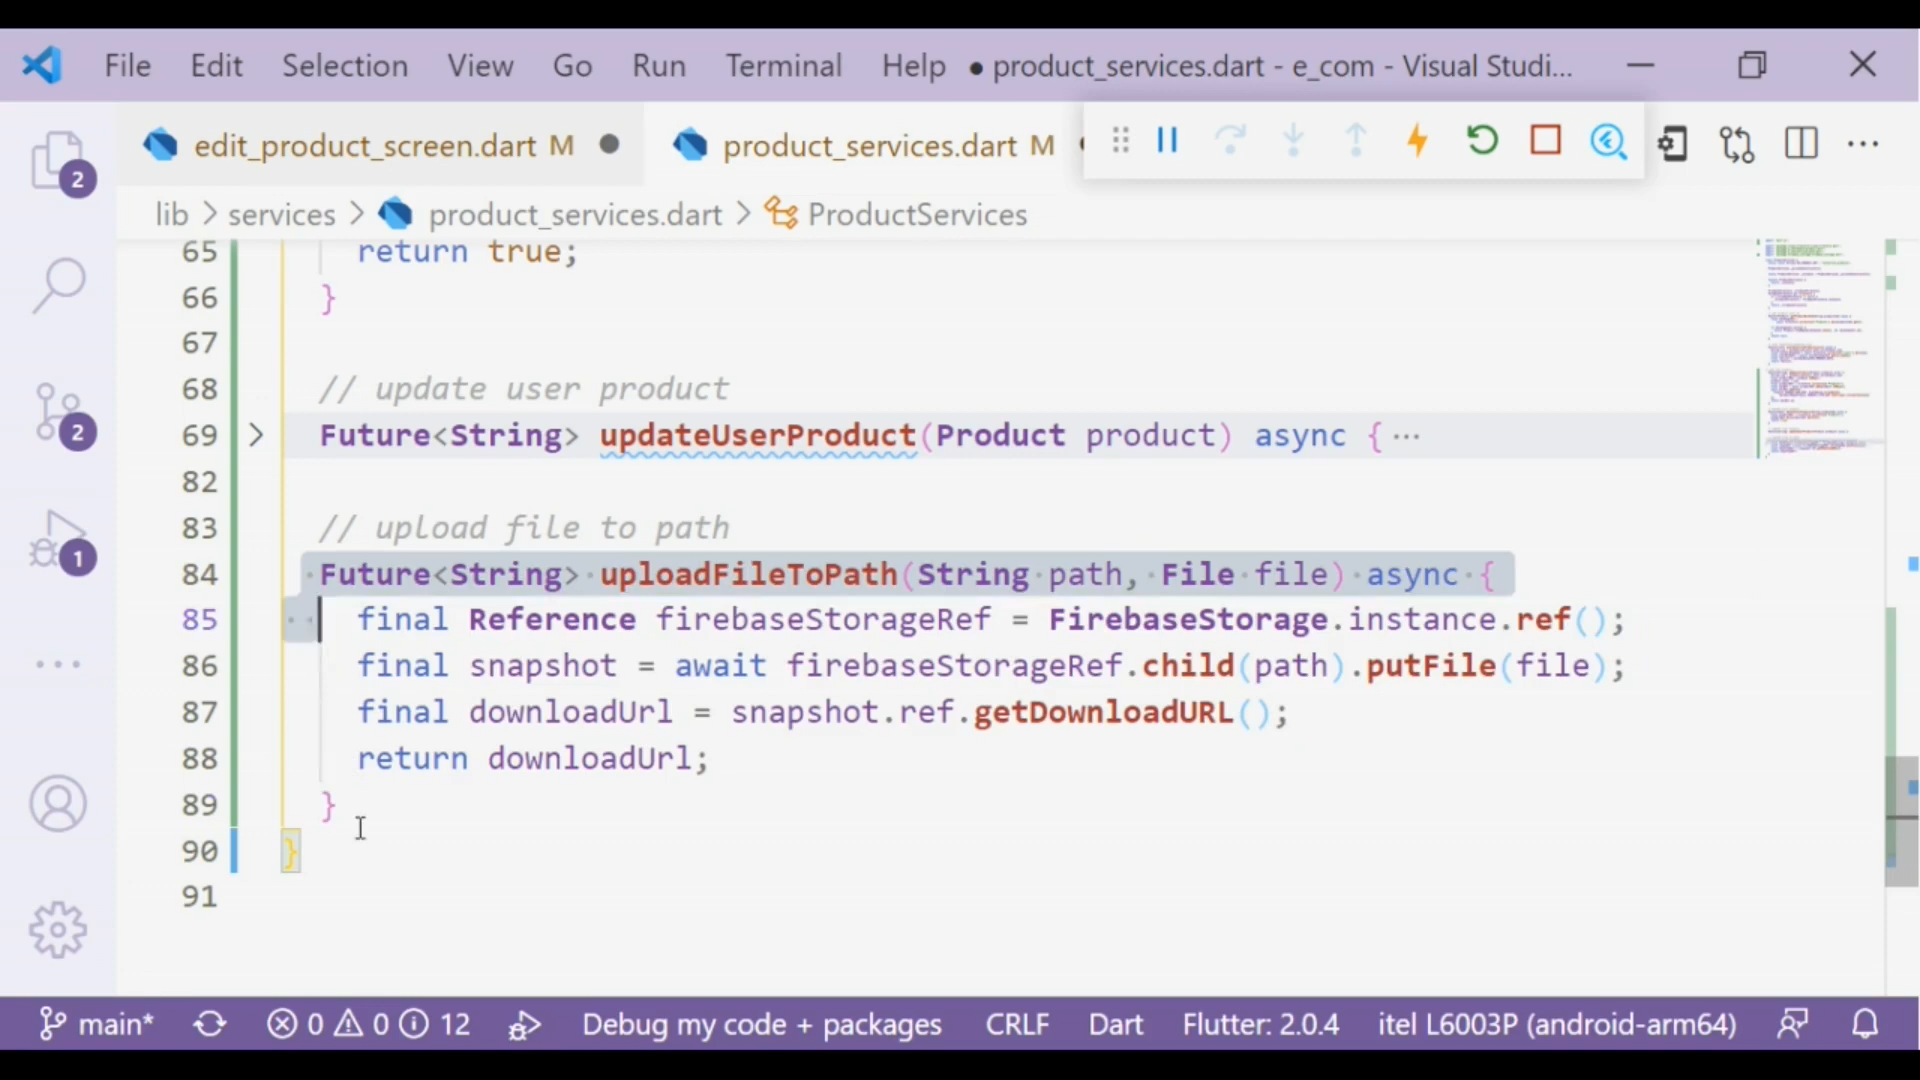 File Edit Selection View Go Run Terminal Help ● product_services.dart - e_com - Visual Studi...
edit_product_screen.dart M product_services.dart M
2
lib > services > product_services.dart > ProductServices
65 return true;
66 }
67
68 // update user product
69 Future<String> updateUserProduct(Product product) async { ...
82
83 // upload file to path
84 Future<String> uploadFileToPath(String path, File file) async {
85 final Reference firebaseStorageRef = FirebaseStorage.instance.ref();
86 final snapshot = await firebaseStorageRef.child(path).putFile(file);
87 final downloadUrl = snapshot.ref.getDownloadURL();
88 return downloadUrl;
89 }
90 }
91
2
1
main* 0 0 12 Debug my code + packages CRLF Dart Flutter: 2.0.4 itel L6003P (android-arm64)